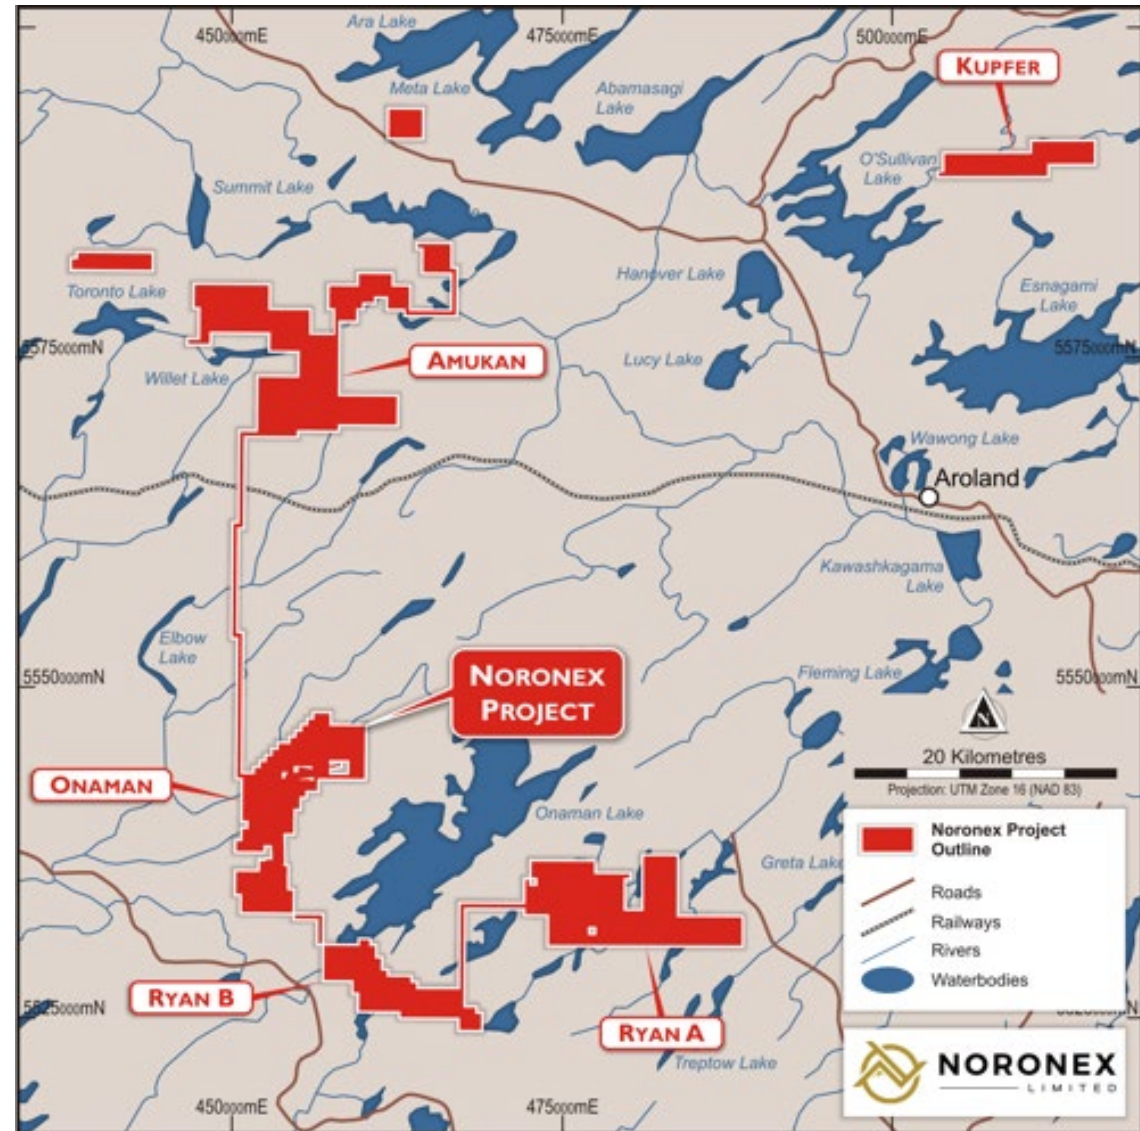 Ara Lake
450000mE
475000mE
500000mE
KUPFER
Meta Lake
Abamasagi
Lake
O'Sullivan
Lake
Summit Lake
Hanover Lake
Toronto Lake
Esnagami
Lake
5575000mN
5575000mN
AMUKAN
Lucy Lake
Willet Lake
Wawong Lake
Aroland
Kawashkagama
Lake
Elbow
Lake
NORONEX
PROJECT
Fleming Lake
5550000mN
5550000mN
N
20 Kilometres
Projection: UTM Zone 16 (NAD 83)
ONAMAN
Onaman Lake
Noronex Project
Outline
Greta Lake
Roads
Railways
Rivers
Waterbodies
RYAN B
5525000mN
RYAN A
Treptow Lake
NORONEX
LIMITED
450000mE
475000mE